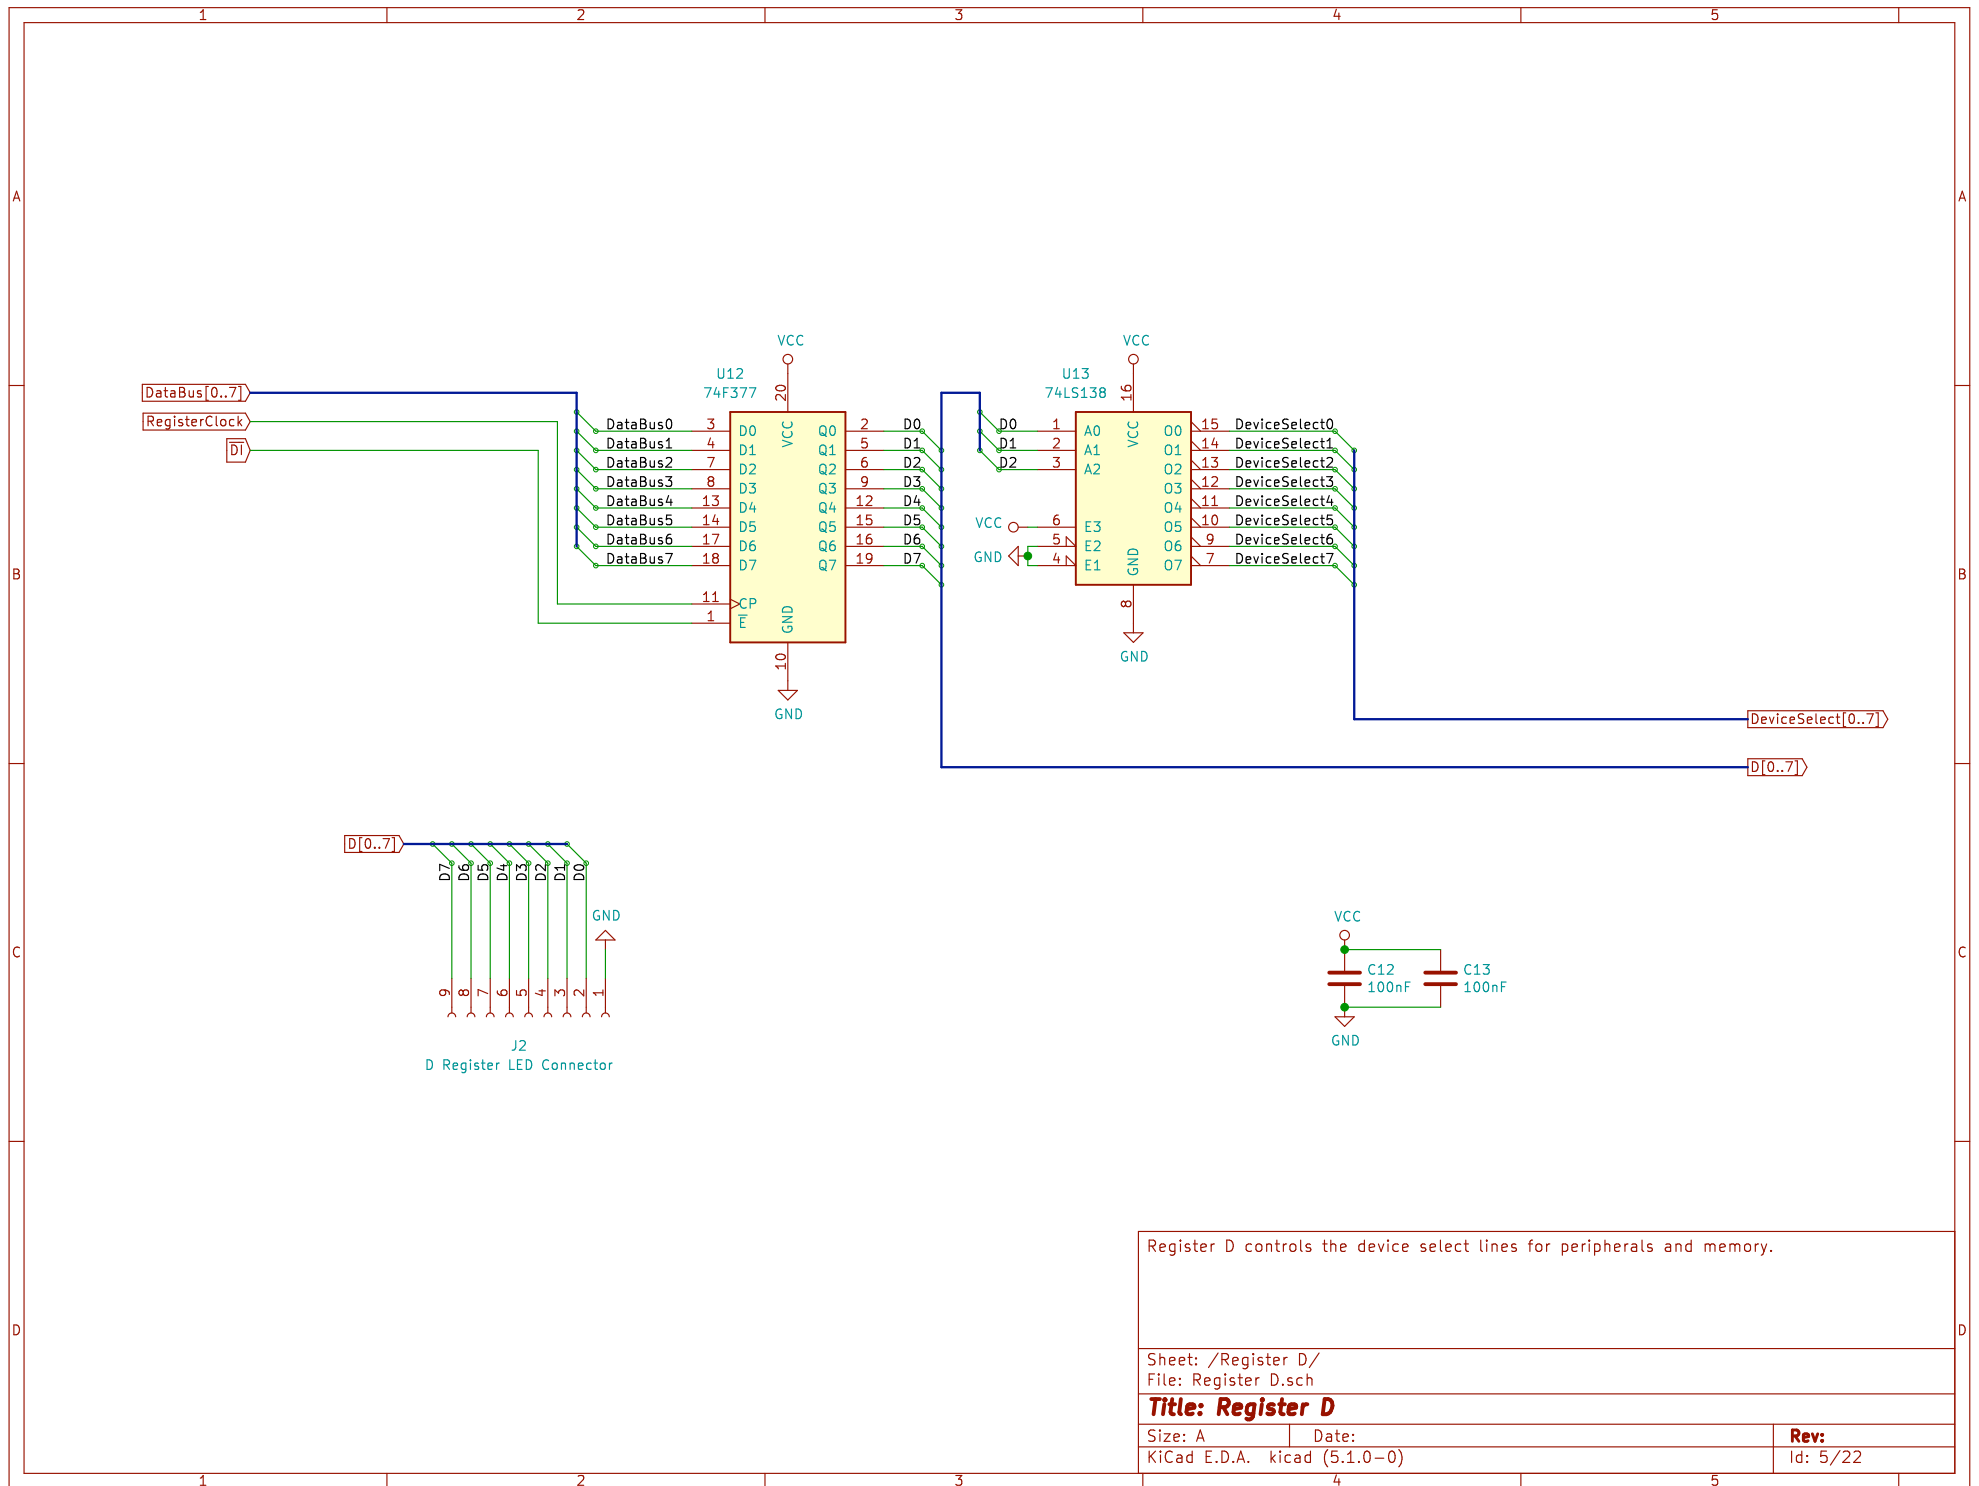 1 2 3 4 5
A A
VCC VCC
U12 U13
74F377 74LS138
DataBus[0..7]
RegisterClock
DI
20 VCC 16 VCC
DataBus0 3 D0 Q0 2 D0 D0 1 A0 O0 15 DeviceSelect0
DataBus1 4 D1 Q1 5 D1 D1 2 A1 O1 14 DeviceSelect1
DataBus2 7 D2 Q2 6 D2 D2 3 A2 O2 13 DeviceSelect2
DataBus3 8 D3 Q3 9 D3 O3 12 DeviceSelect3
DataBus4 13 D4 Q4 12 D4 O4 11 DeviceSelect4
DataBus5 14 D5 Q5 15 D5 VCC 6 E3 O5 10 DeviceSelect5
DataBus6 17 D6 Q6 16 D6 5 E2 O6 9 DeviceSelect6
DataBus7 18 D7 Q7 19 D7 GND 4 E1 O7 7 DeviceSelect7
B B
11 CP GND 8 GND
1 E GND
10 GND
DeviceSelect[0..7]
D[0..7]
D[0..7]
D7 D6 D5 D4 D3 D2 D1 D0
GND
9 8 7 6 5 4 3 2 1
J2
D Register LED Connector
C C
VCC
C12 C13
100nF 100nF
GND
D D
Register D controls the device select lines for peripherals and memory.
Sheet: /Register D/
File: Register D.sch
Title: Register D
Size: A Date: Rev:
KiCad E.D.A. kicad (5.1.0-0) Id: 5/22
1 2 3 4 5